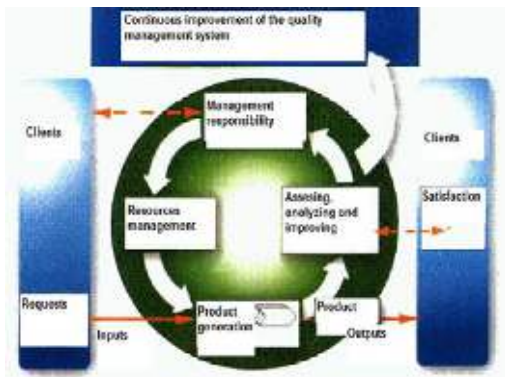 Continuous improvement of the quality
management system
Management
responsibility
Clients
Clients
Resources
management
Assesing,
analyzing and
improving
Satisfaction
Requests
Product
generation
Product
Inputs
Outputs